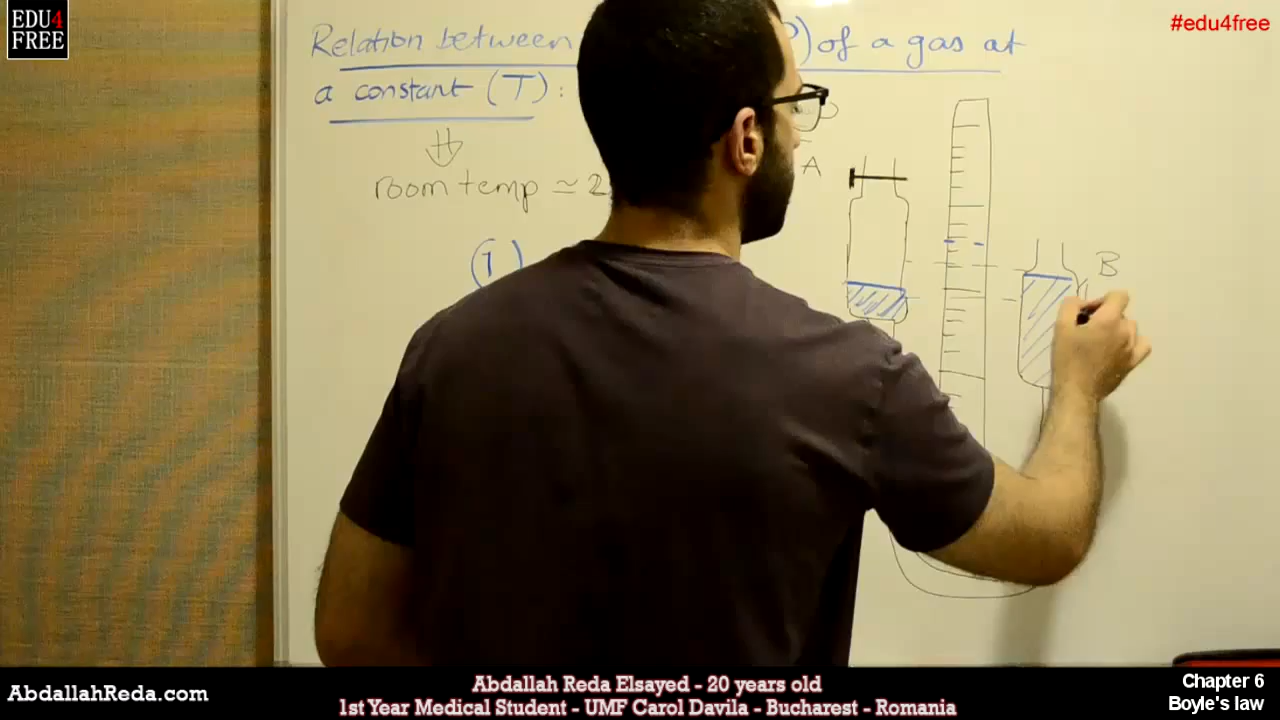 EDU4
FREE
#edu4free
Relation between P) of a gas at
a constant (T):
room temp ≃ 2
A
B
(1)
AbdallahReda.com
Abdallah Reda Elsayed - 20 years old
1st Year Medical Student - UMF Carol Davila - Bucharest - Romania
Chapter 6
Boyle's law